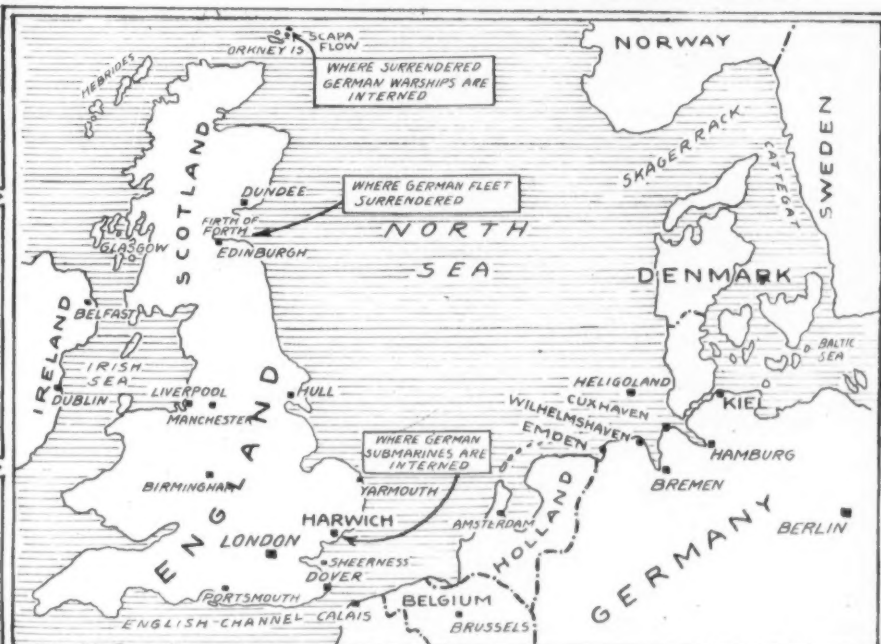 SCAPA
FLOW
ORKNEY IS
HEBRIDES
WHERE SURRENDERED
GERMAN WARSHIPS ARE
INTERNED
NORWAY
SWEDEN
SKAGERRACK
CATTEGAT
SCOTLAND
DUNDEE
WHERE GERMAN FLEET
SURRENDERED
FIRTH OF
FORTH
GLASGOW
EDINBURGH
NORTH
SEA
DENMARK
IRELAND
BELFAST
IRISH
SEA
DUBLIN
LIVERPOOL
MANCHESTER
HULL
ENGLAND
BALTIC
SEA
HELIGOLAND
CUXHAVEN
WILHELMSHAVEN
EMDEN
KIEL
HAMBURG
BREMEN
WHERE GERMAN
SUBMARINES ARE
INTERNED
BIRMINGHAM
YARMOUTH
HARWICH
AMSTERDAM
HOLLAND
GERMANY
BERLIN
LONDON
SHEERNESS
DOVER
PORTSMOUTH
ENGLISH-CHANNEL
CALAIS
BELGIUM
BRUSSELS